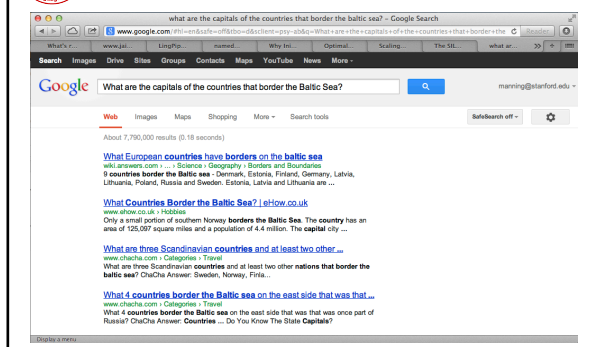 what are the capitals of the countries that border the baltic sea? - Google Search
www.google.com/#hl=en&safe=off&tbo=d&sclient=psy-ab&q=What+are+the+capitals+of+the+countries+that+border+the Reader
What's r... www.jai... LingPip... named... Why Ini... Optimal... Scaling... The Sti... what ar...
Search Images Drive Sites Groups Contacts Maps YouTube News More
Google What are the capitals of the countries that border the Baltic Sea? manning@stanford.edu
Web Images Maps Shopping More Search tools SafeSearch off
About 7,790,000 results (0.18 seconds)
What European countries have borders on the baltic sea
wiki.answers.com › ... › Science › Geography › Borders and Boundaries
9 countries border the Baltic sea - Denmark, Estonia, Finland, Germany, Latvia,
Lithuania, Poland, Russia and Sweden. Estonia, Latvia and Lithuania are ...
What Countries Border the Baltic Sea? | eHow.co.uk
www.ehow.co.uk › Hobbies
Only a small portion of southern Norway borders the Baltic Sea. The country has an
area of 125,097 square miles and a population of 4.4 million. The capital city ...
What are three Scandinavian countries and at least two other ...
www.chacha.com › Categories › Travel
What are three Scandinavian countries and at least two other nations that border the
baltic sea? ChaCha Answer: Sweden, Norway, Finla...
What 4 countries border the Baltic sea on the east side that was that ...
www.chacha.com › Categories › Travel
What 4 countries border the Baltic sea on the east side that was that was once part of
Russia? ChaCha Answer: Countries ... Do You Know The State Capitals?
Display a menu